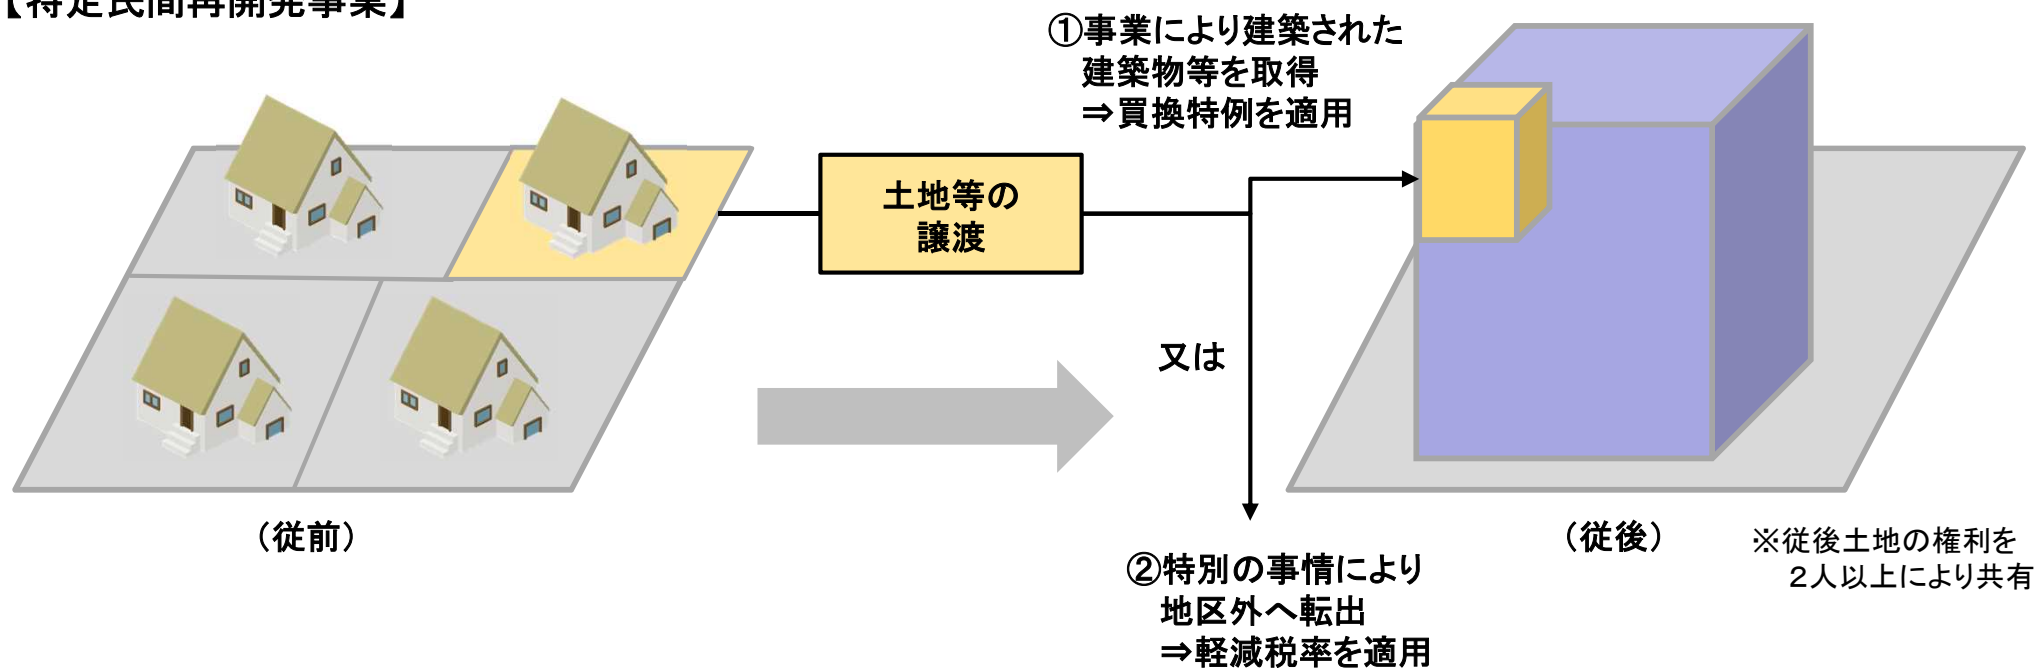 【特定民間再開発事業】
①事業により建築された
建築物等を取得
⇒買換特例を適用
土地等の
譲渡
又は
（従前）
（従後）
※従後土地の権利を
２人以上により共有
②特別の事情により
地区外へ転出
⇒軽減税率を適用